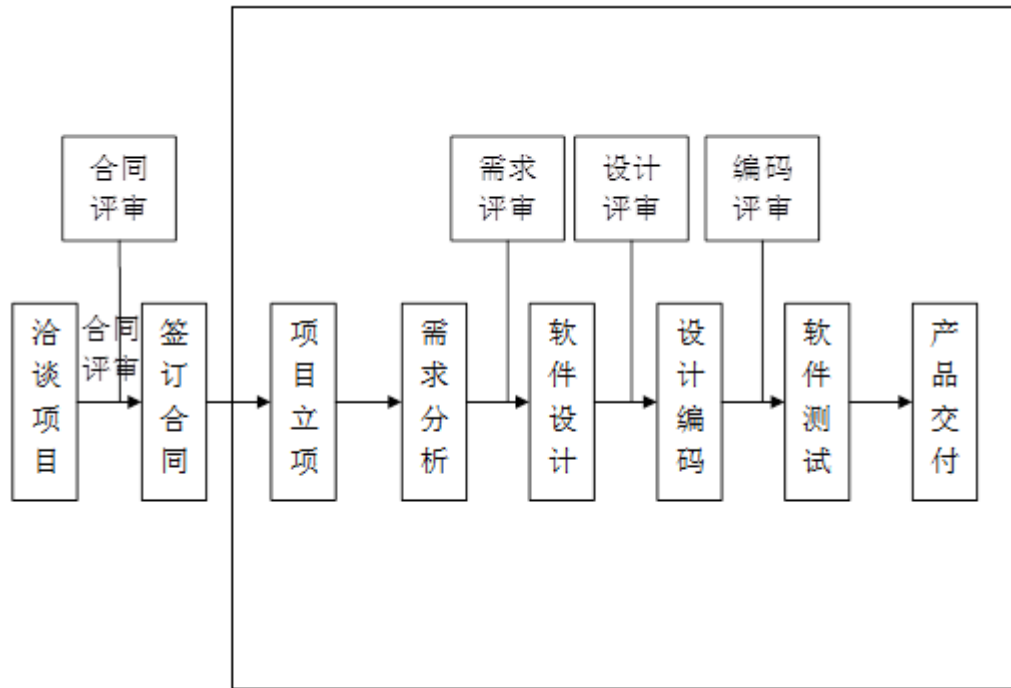 合同
评审
需求
评审
设计
评审
编码
评审
洽谈项目
合同
评审
签订合同
项目立项
需求分析
软件设计
设计编码
软件测试
产品交付